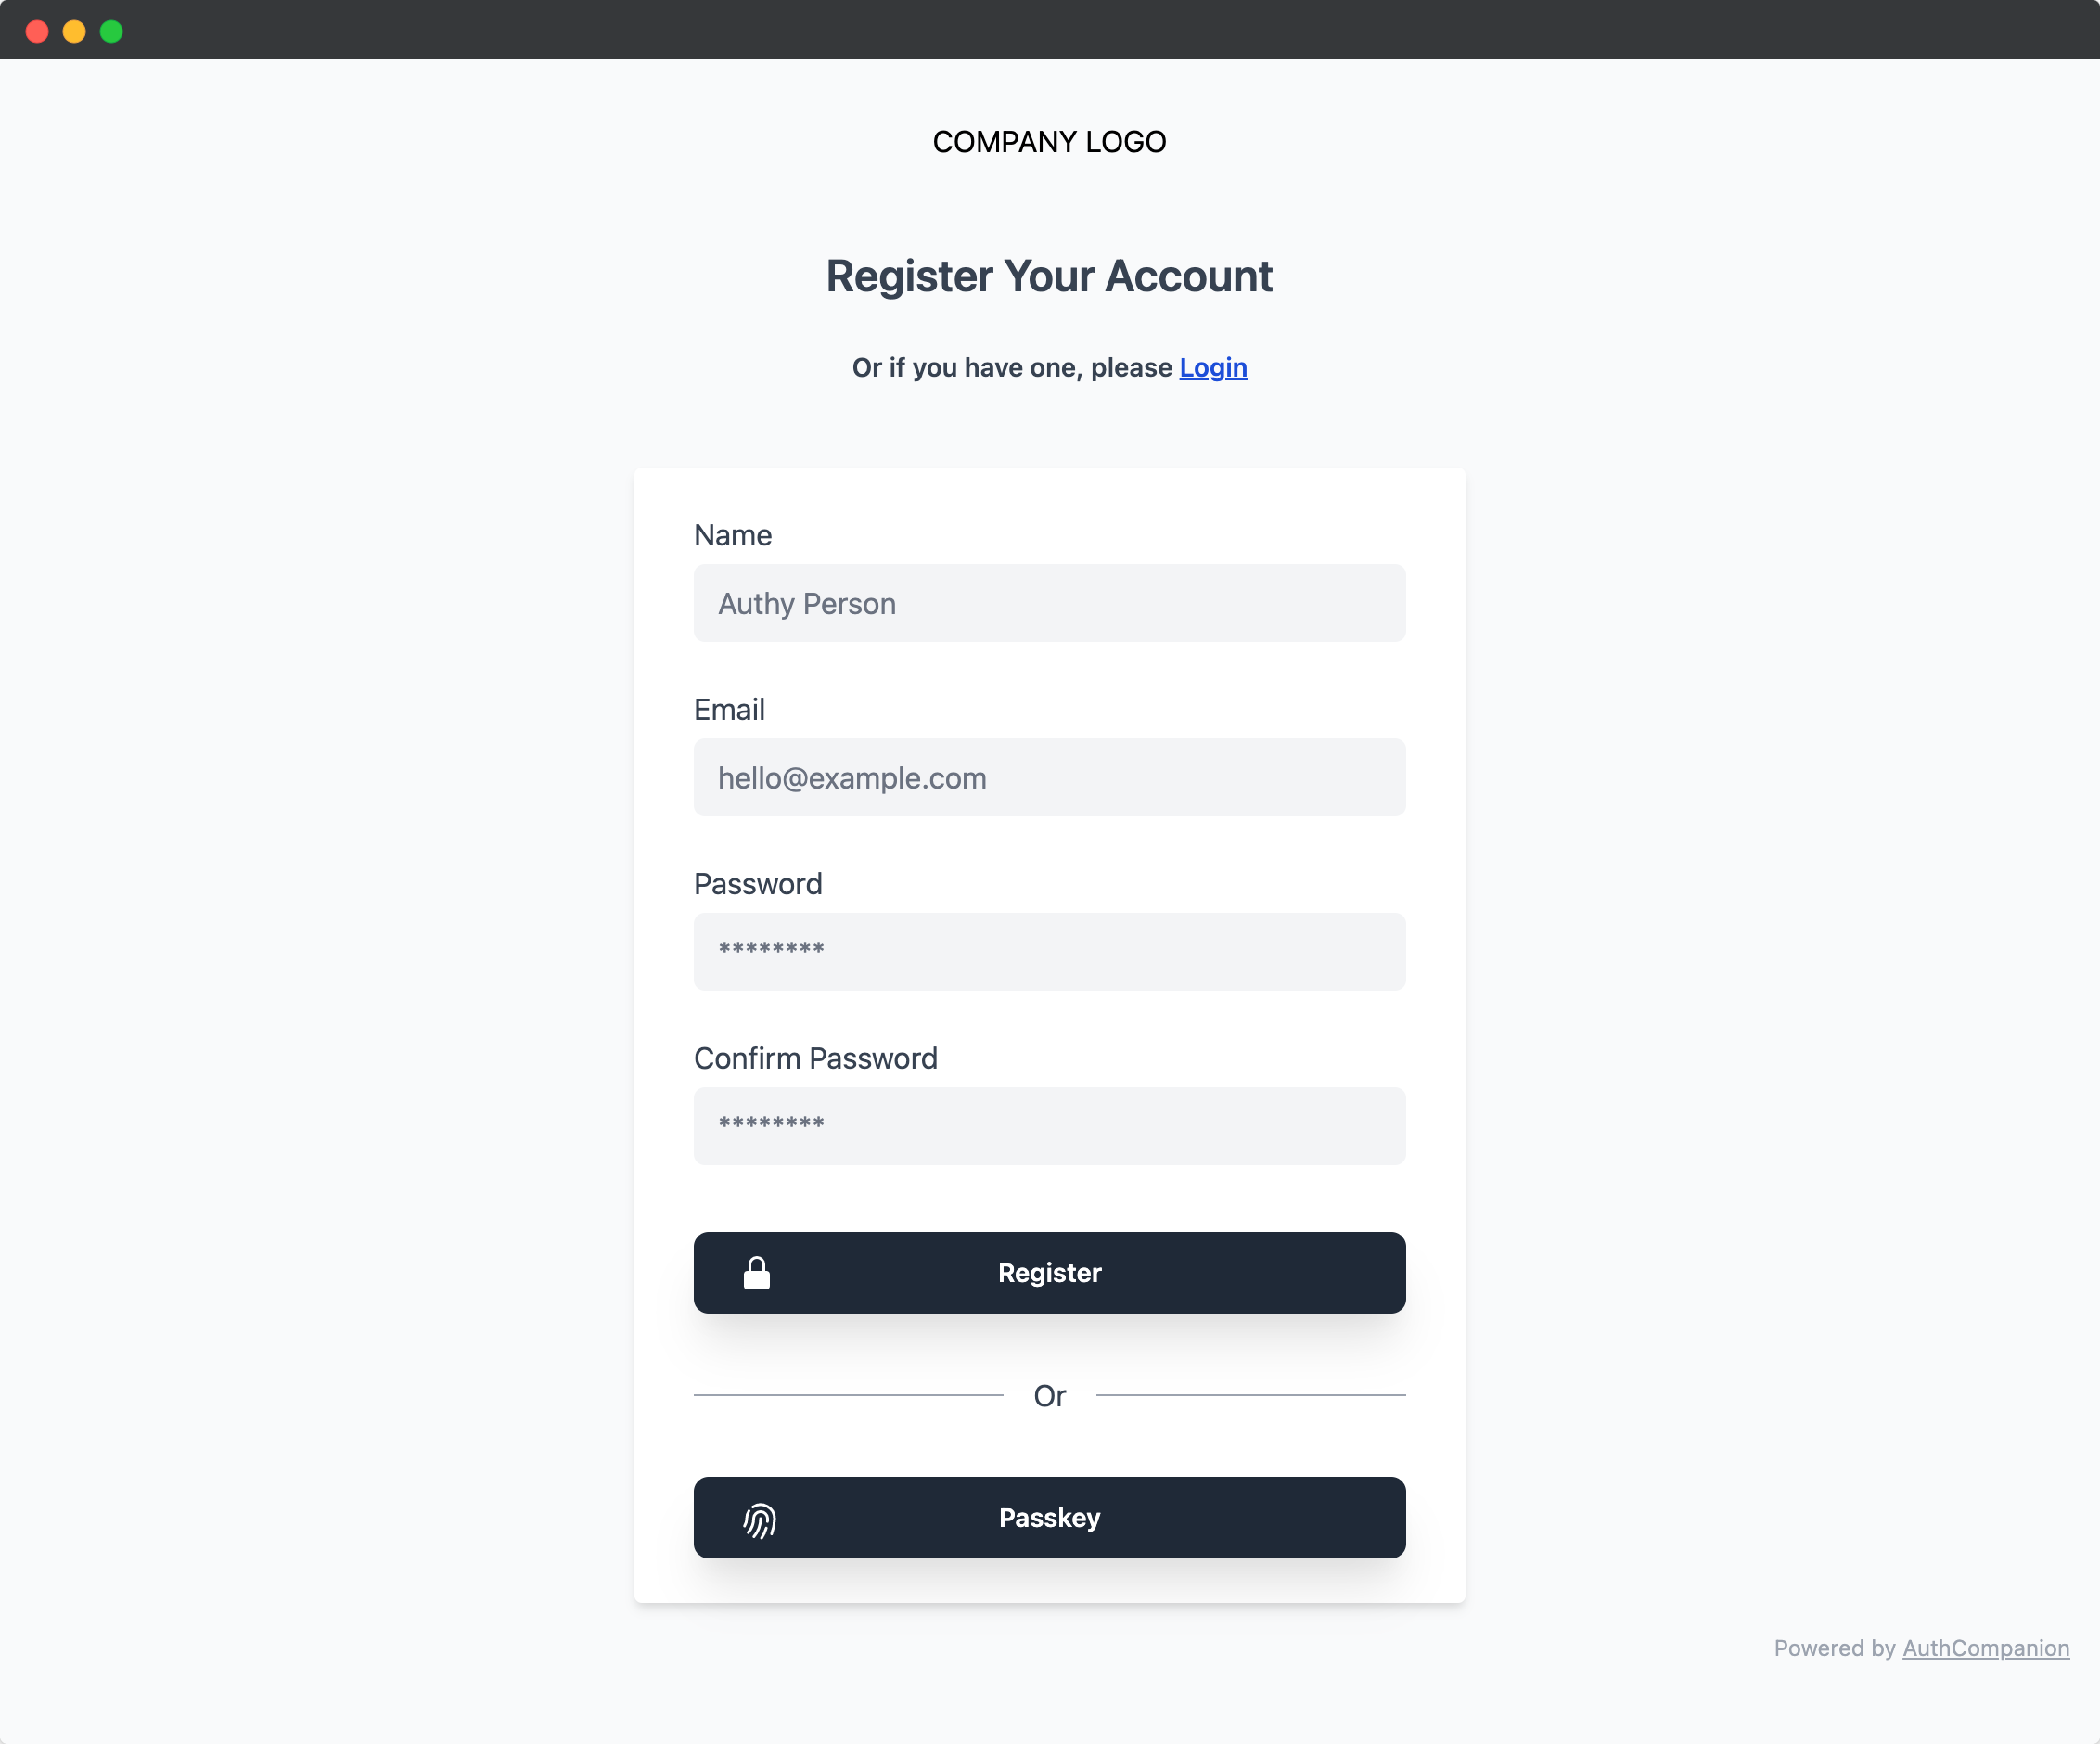 COMPANY LOGO
Register Your Account
Or if you have one, please Login
Name
Authy Person
Email
hello@example.com
Password
********
Confirm Password
********
Register
Or
Passkey
Powered by AuthCompanion